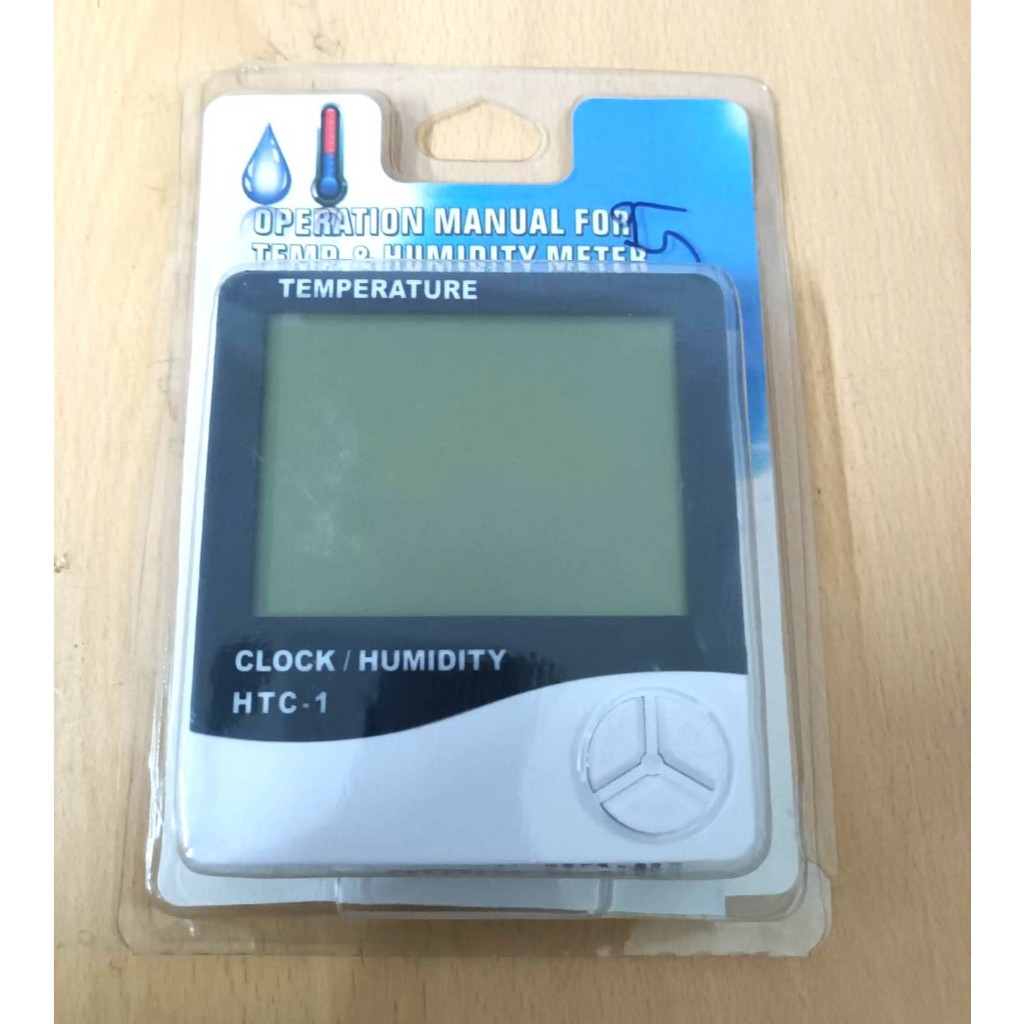 OPERATION MANUAL FOR
TEMP & HUMIDITY METER
TEMPERATURE
CLOCK / HUMIDITY
HTC-1